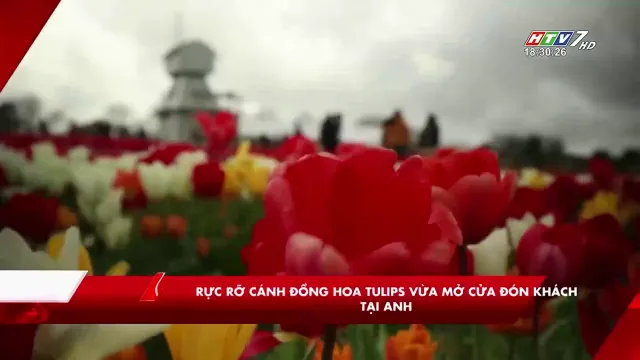 HTV7 HD
18:30:26
RỰC RỠ CÁNH ĐỒNG HOA TULIPS VỪA MỞ CỬA ĐÓN KHÁCH
TẠI ANH